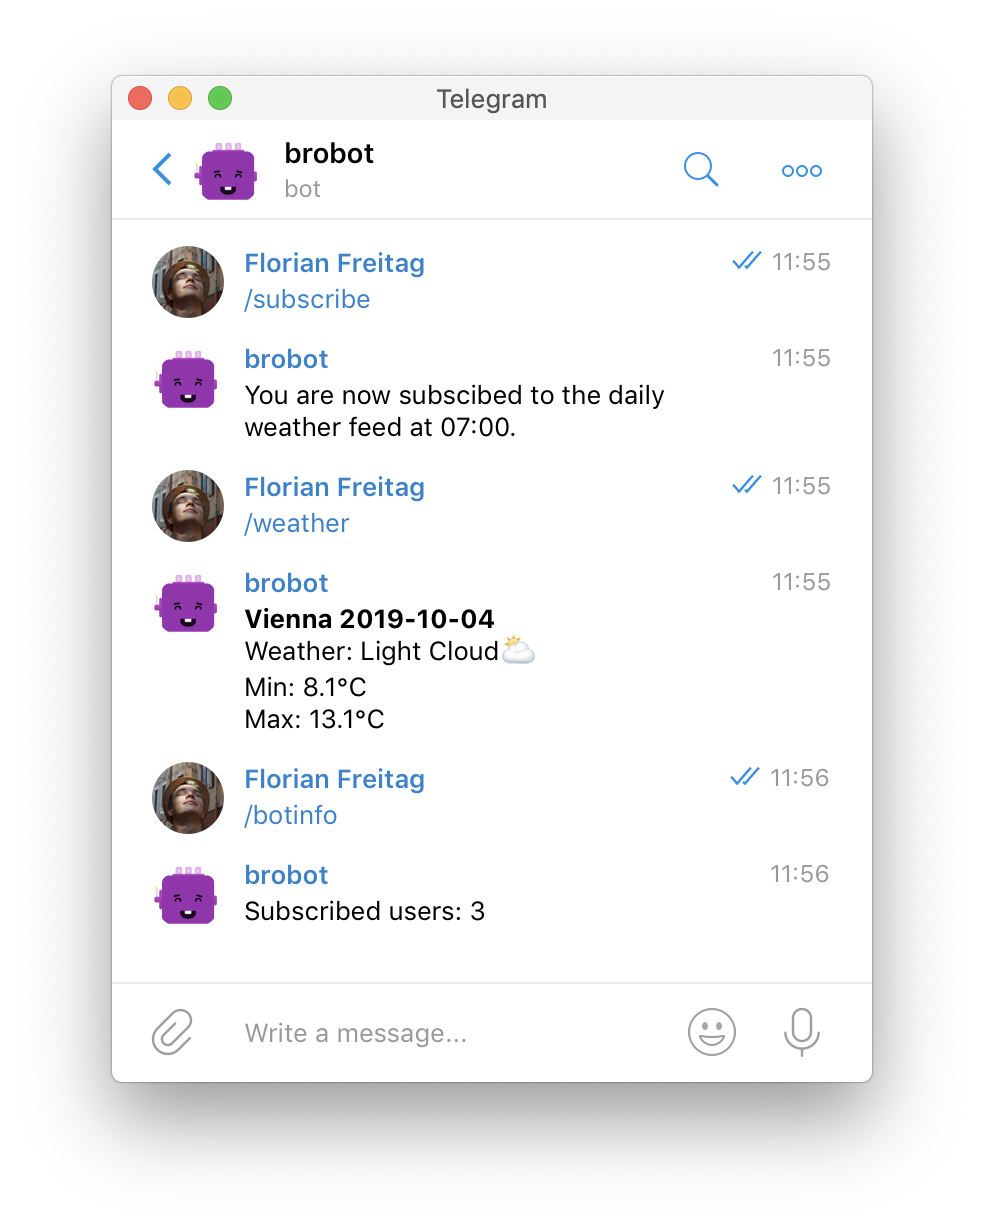 Telegram
brobot
bot
Florian Freitag 11:55
/subscribe
brobot 11:55
You are now subscibed to the daily
weather feed at 07:00.
Florian Freitag 11:55
/weather
brobot 11:55
Vienna 2019-10-04
Weather: Light Cloud🌥
Min: 8.1°C
Max: 13.1°C
Florian Freitag 11:56
/botinfo
brobot 11:56
Subscribed users: 3
Write a message...